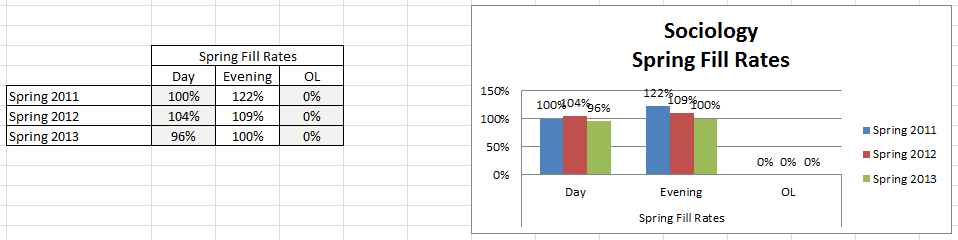 Spring Fill Rates
Day Evening OL
Spring 2011 100% 122% 0%
Spring 2012 104% 109% 0%
Spring 2013 96% 100% 0%
Sociology
Spring Fill Rates
150%
100%
50%
0%
100% 104% 96% 122% 109% 100% 0% 0% 0%
Day Evening OL
Spring Fill Rates
Spring 2011
Spring 2012
Spring 2013